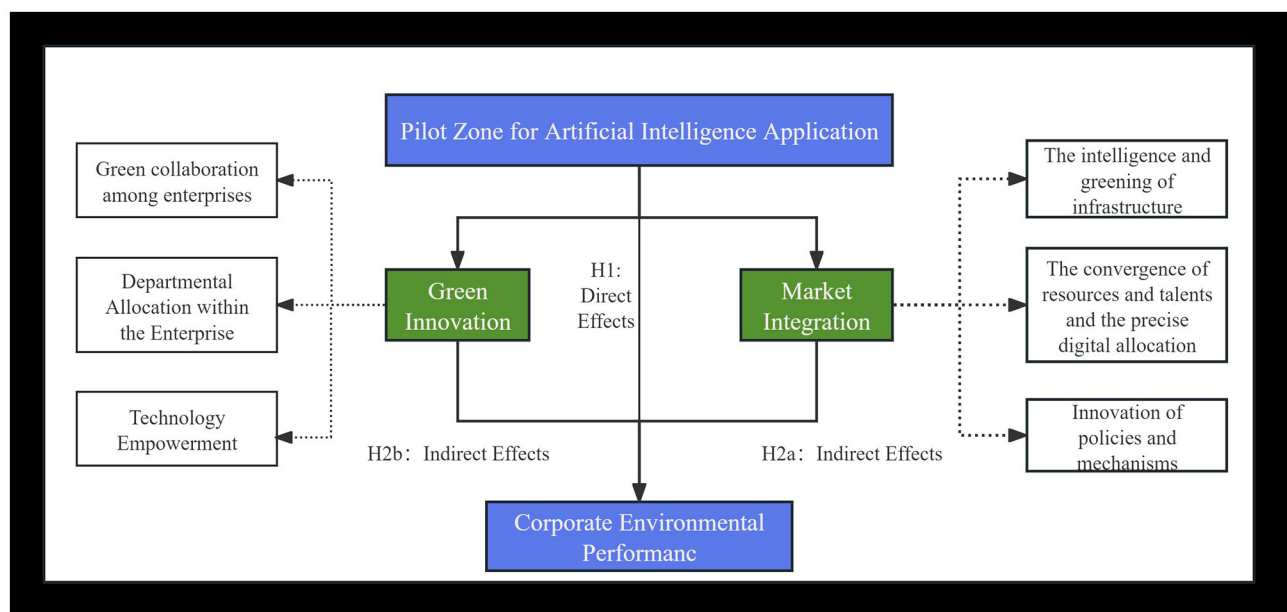 Pilot Zone for Artificial Intelligence Application
Green collaboration
among enterprises
Departmental
Allocation within
the Enterprise
Technology
Empowerment
Green
Innovation
H1:
Direct
Effects
Market
Integration
The intelligence and
greening of
infrastructure
The convergence of
resources and talents
and the precise
digital allocation
Innovation of
policies and
mechanisms
H2b：Indirect Effects
H2a：Indirect Effects
Corporate Environmental
Performanc